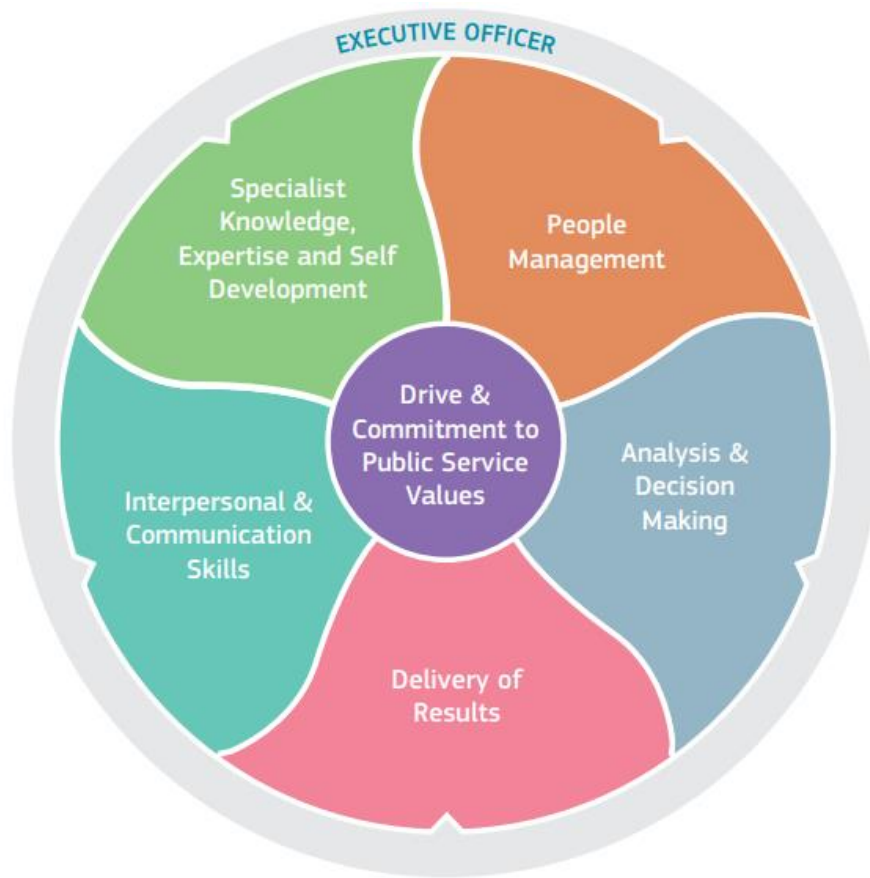 EXECUTIVE OFFICER
Specialist
Knowledge,
Expertise and Self
Development
People
Management
Drive &
Commitment to
Public Service
Values
Analysis &
Decision
Making
Interpersonal &
Communication
Skills
Delivery of
Results